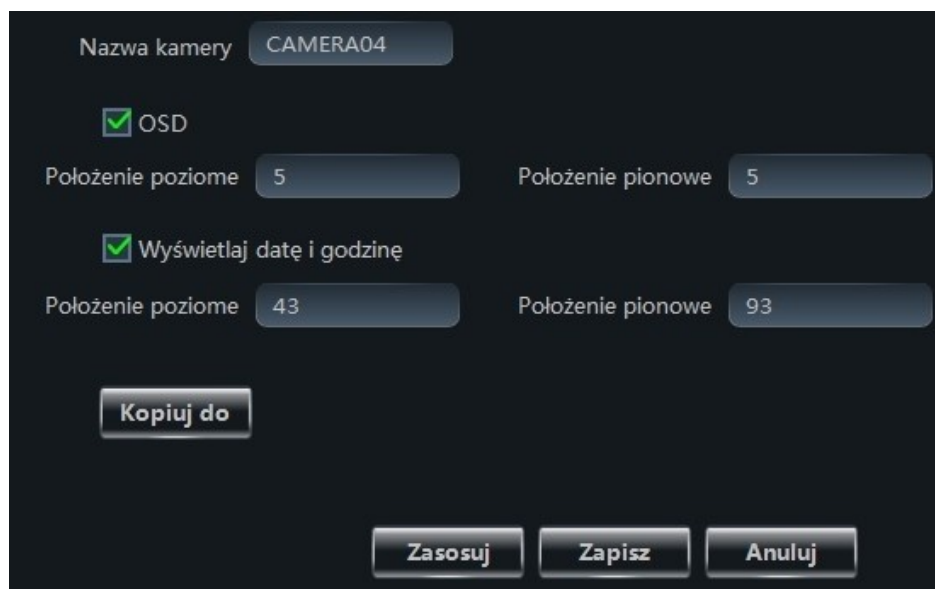 Nazwa kamery CAMERA04
OSD
Położenie poziome 5 Położenie pionowe 5
Wyświetlaj datę i godzinę
Położenie poziome 43 Położenie pionowe 93
Kopiuj do
Zasosuj Zapisz Anuluj